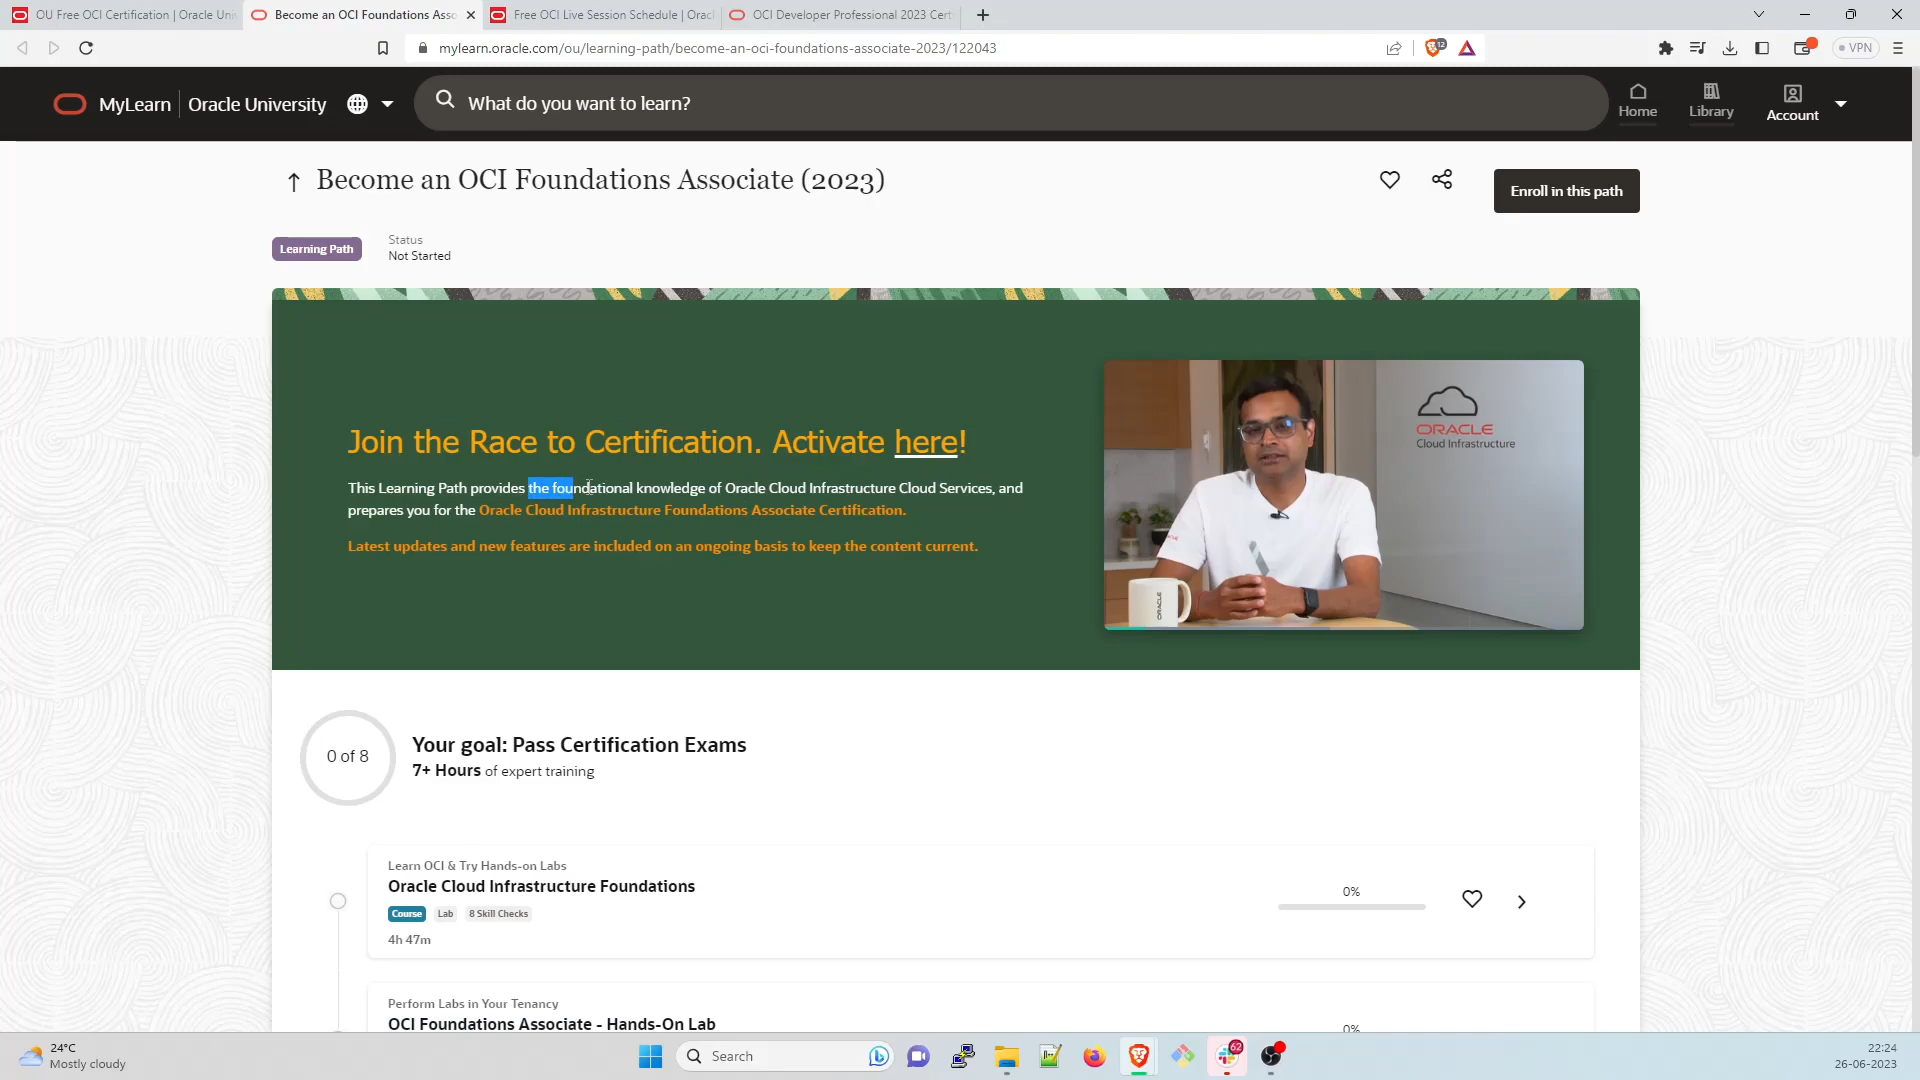 OU Free OCI Certification | Oracle Uni
Become an OCI Foundations Asso
Free OCI Live Session Schedule | Oracl
OCI Developer Professional 2023 Cert
mylearn.oracle.com/ou/learning-path/become-an-oci-foundations-associate-2023/122043
12
VPN
MyLearn
Oracle University
What do you want to learn?
Home
Library
Account
Become an OCI Foundations Associate (2023)
Enroll in this path
Learning Path
Status
Not Started
Join the Race to Certification. Activate here!
This Learning Path provides the foundational knowledge of Oracle Cloud Infrastructure Cloud Services, and
prepares you for the Oracle Cloud Infrastructure Foundations Associate Certification.
Latest updates and new features are included on an ongoing basis to keep the content current.
ORACLE
Cloud Infrastructure
ORACLE
0 of 8
Your goal: Pass Certification Exams
7+ Hours of expert training
Learn OCI & Try Hands-on Labs
Oracle Cloud Infrastructure Foundations
Course
Lab
8 Skill Checks
4h 47m
0%
Perform Labs in Your Tenancy
OCI Foundations Associate - Hands-On Lab
0%
24°C
Mostly cloudy
Search
62
22:24
26-06-2023